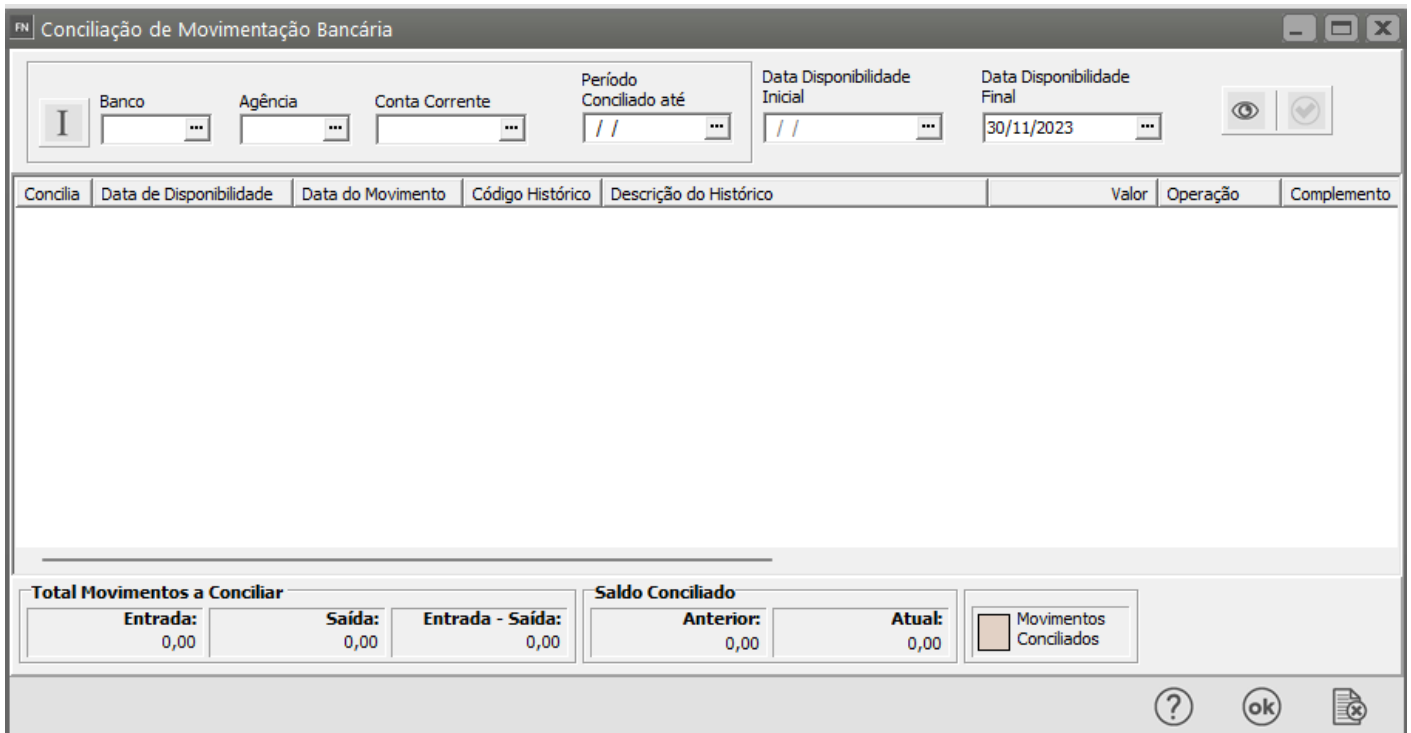 FN Conciliação de Movimentação Bancária
Período Data Disponibilidade Data Disponibilidade
Banco Agência Conta Corrente Conciliado até Inicial Final
I ... ... ... / / ... / / ... 30/11/2023 ...
Concilia Data de Disponibilidade Data do Movimento Código Histórico Descrição do Histórico Valor Operação Complemento
Total Movimentos a Conciliar Saldo Conciliado
Entrada: Saída: Entrada - Saída: Anterior: Atual: Movimentos
0,00 0,00 0,00 0,00 0,00 Conciliados
? ok